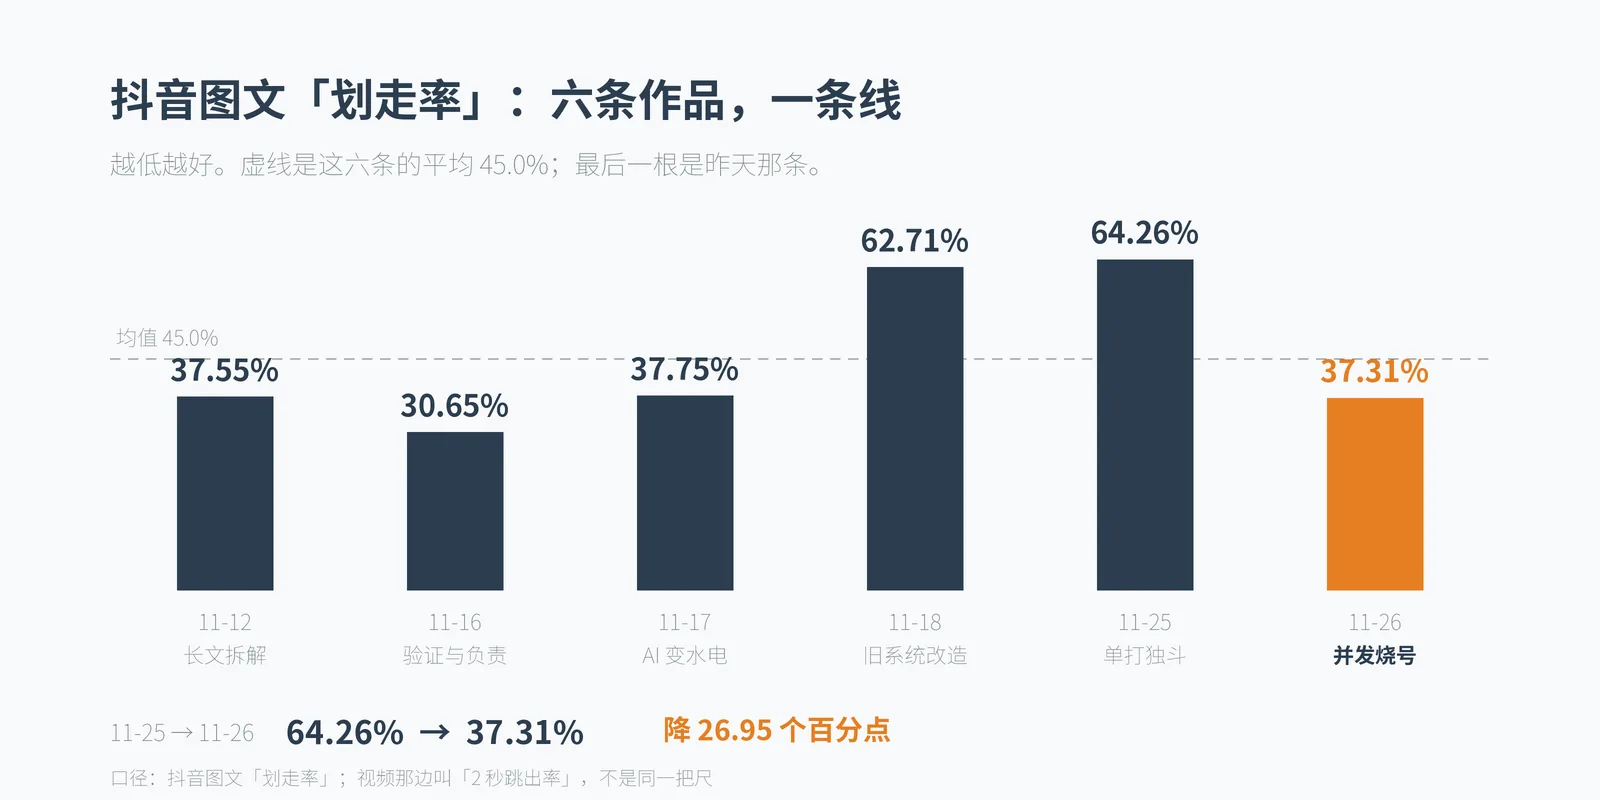 抖音图文「划走率」：六条作品，一条线
越低越好。虚线是这六条的平均 45.0%；最后一根是昨天那条。
均值 45.0%
37.55%
30.65%
37.75%
62.71%
64.26%
37.31%
11-12
长文拆解
11-16
验证与负责
11-17
AI 变水电
11-18
旧系统改造
11-25
单打独斗
11-26
并发烧号
11-25 → 11-26 64.26% → 37.31% 降 26.95 个百分点
口径：抖音图文「划走率」；视频那边叫「2 秒跳出率」，不是同一把尺